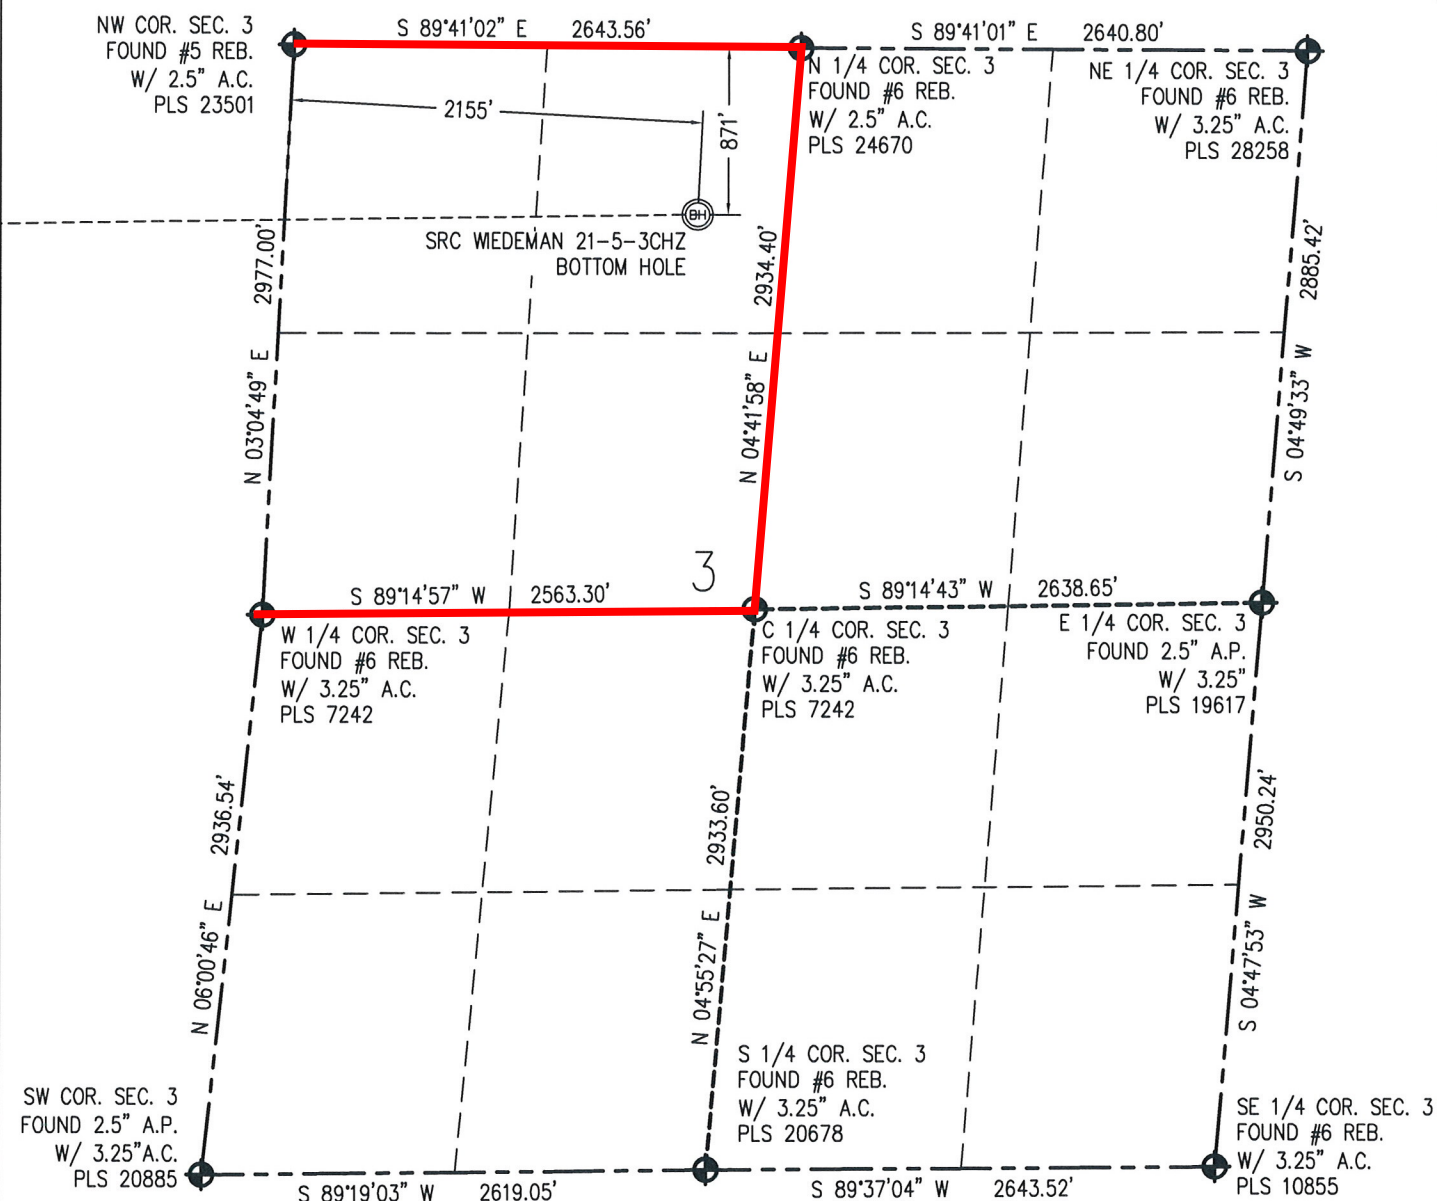 NW COR. SEC. 3
FOUND #5 REB.
W/ 2.5" A.C.
PLS 23501
S 89°41'02" E 2643.56'
S 89°41'01" E 2640.80'
N 1/4 COR. SEC. 3
FOUND #6 REB.
W/ 2.5" A.C.
PLS 24670
NE 1/4 COR. SEC. 3
FOUND #6 REB.
W/ 3.25" A.C.
PLS 28258
2155'
871'
BH
SRC WIEDEMAN 21-5-3CHZ
BOTTOM HOLE
N 03°04'49" E 2977.00'
N 04°41'58" E 2934.40'
S 04°49'33" W 2885.42'
3
S 89°14'57" W 2563.30'
S 89°14'43" W 2638.65'
W 1/4 COR. SEC. 3
FOUND #6 REB.
W/ 3.25" A.C.
PLS 7242
C 1/4 COR. SEC. 3
FOUND #6 REB.
W/ 3.25" A.C.
PLS 7242
E 1/4 COR. SEC. 3
FOUND 2.5" A.P.
W/ 3.25"
PLS 19617
N 06°00'46" E 2936.54'
N 04°55'27" E 2933.60'
S 04°47'53" W 2950.24'
SW COR. SEC. 3
FOUND 2.5" A.P.
W/ 3.25"A.C.
PLS 20885
S 1/4 COR. SEC. 3
FOUND #6 REB.
W/ 3.25" A.C.
PLS 20678
SE 1/4 COR. SEC. 3
FOUND #6 REB.
W/ 3.25" A.C.
PLS 10855
S 89°19'03" W 2619.05'
S 89°37'04" W 2643.52'